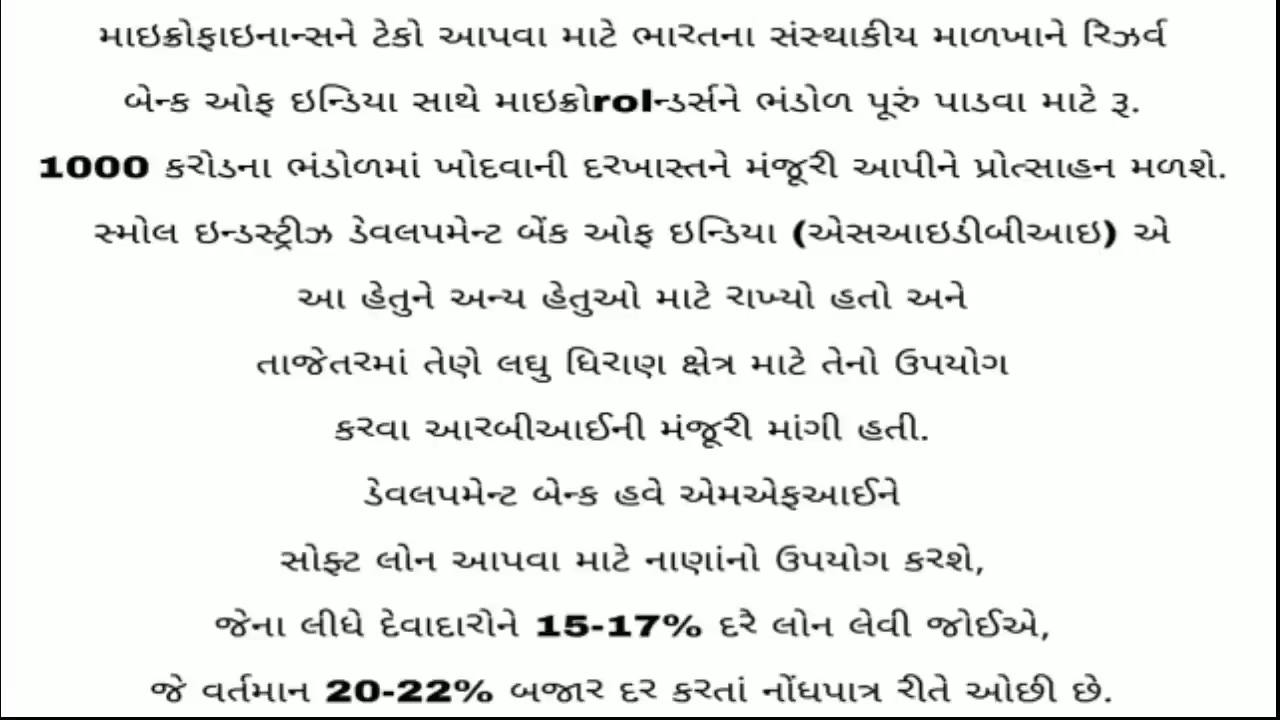 માઇક્રોફાઇનાન્સને ટેકો આપવા માટે ભારતના સંસ્થાકીય માળખાને રિઝર્વ
બેન્ક ઓફ ઇન્ડિયા સાથે માઇક્રોrolન્ડર્સને ભંડોળ પૂરું પાડવા માટે રૂ.
1000 કરોડના ભંડોળમાં ખોદવાની દરખાસ્તને મંજૂરી આપીને પ્રોત્સાહન મળશે.
સ્મોલ ઇન્ડસ્ટ્રીઝ ડેવલપમેન્ટ બેંક ઓફ ઇન્ડિયા (એસઆઇડીબીઆઇ) એ
આ હેતુને અન્ય હેતુઓ માટે રાખ્યો હતો અને
તાજેતરમાં તેણે લઘુ ધિરાણ ક્ષેત્ર માટે તેનો ઉપયોગ
કરવા આરબીઆઈની મંજૂરી માંગી હતી.
ડેવલપમેન્ટ બેન્ક હવે એમએફઆઈને
સોફ્ટ લોન આપવા માટે નાણાંનો ઉપયોગ કરશે,
જેના લીધે દેવાદારોને 15-17% દરે લોન લેવી જોઈએ,
જે વર્તમાન 20-22% બજાર દર કરતાં નોંધપાત્ર રીતે ઓછી છે.